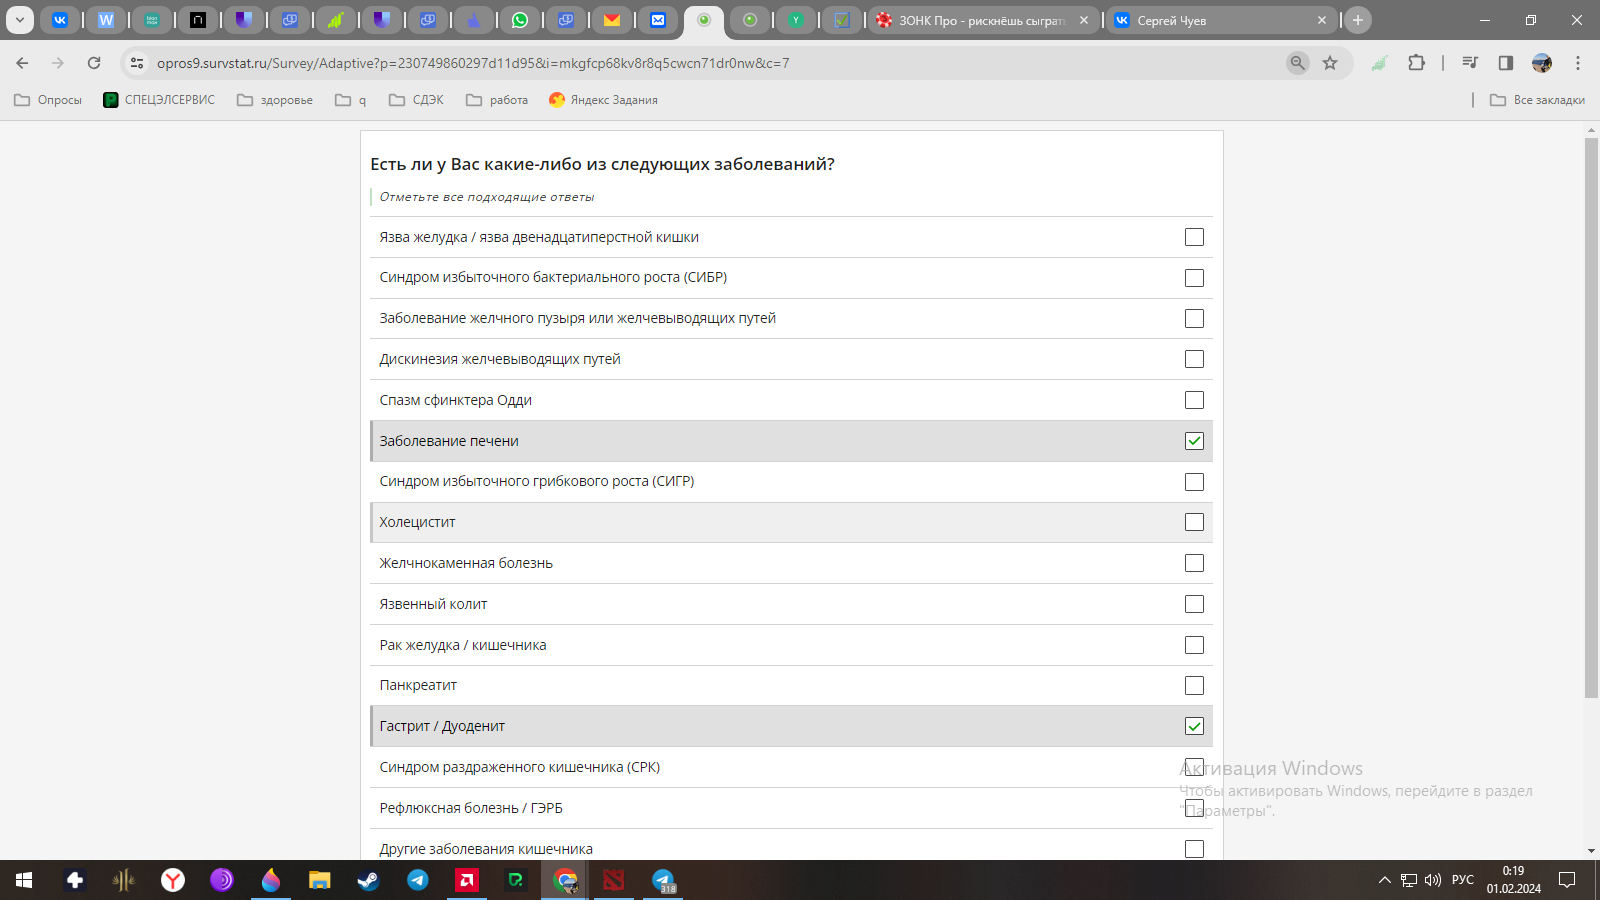 ЗОНК Про - рискнёшь сыграть
Сергей Чуев
opros9.survstat.ru/Survey/Adaptive?p=230749860297d11d95&i=mkgfcp68kv8r8q5cwcn71dr0nw&c=7
Опросы
СПЕЦЭЛСЕРВИС
здоровье
q
СДЭК
работа
Яндекс Задания
Все закладки
Есть ли у Вас какие-либо из следующих заболеваний?
Отметьте все подходящие ответы
Язва желудка / язва двенадцатиперстной кишки
Синдром избыточного бактериального роста (СИБР)
Заболевание желчного пузыря или желчевыводящих путей
Дискинезия желчевыводящих путей
Спазм сфинктера Одди
Заболевание печени
Синдром избыточного грибкового роста (СИГР)
Холецистит
Желчнокаменная болезнь
Язвенный колит
Рак желудка / кишечника
Панкреатит
Гастрит / Дуоденит
Синдром раздраженного кишечника (СРК)
Рефлюксная болезнь / ГЭРБ
Другие заболевания кишечника
Активация Windows
Чтобы активировать Windows, перейдите в раздел
"Параметры".
318
РУС
0:19
01.02.2024